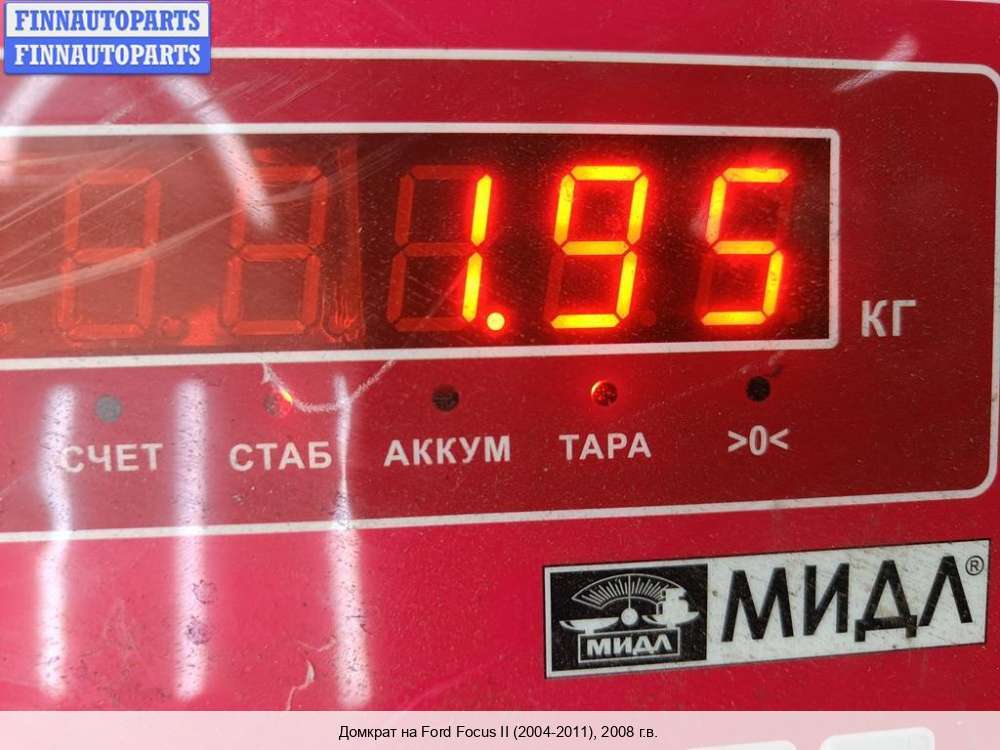 FINNAUTOPARTS
FINNAUTOPARTS
1.95
КГ
СЧЕТ СТАБ АККУМ ТАРА >0<
МИДЛ МИДЛ®
Домкрат на Ford Focus II (2004-2011), 2008 г.в.